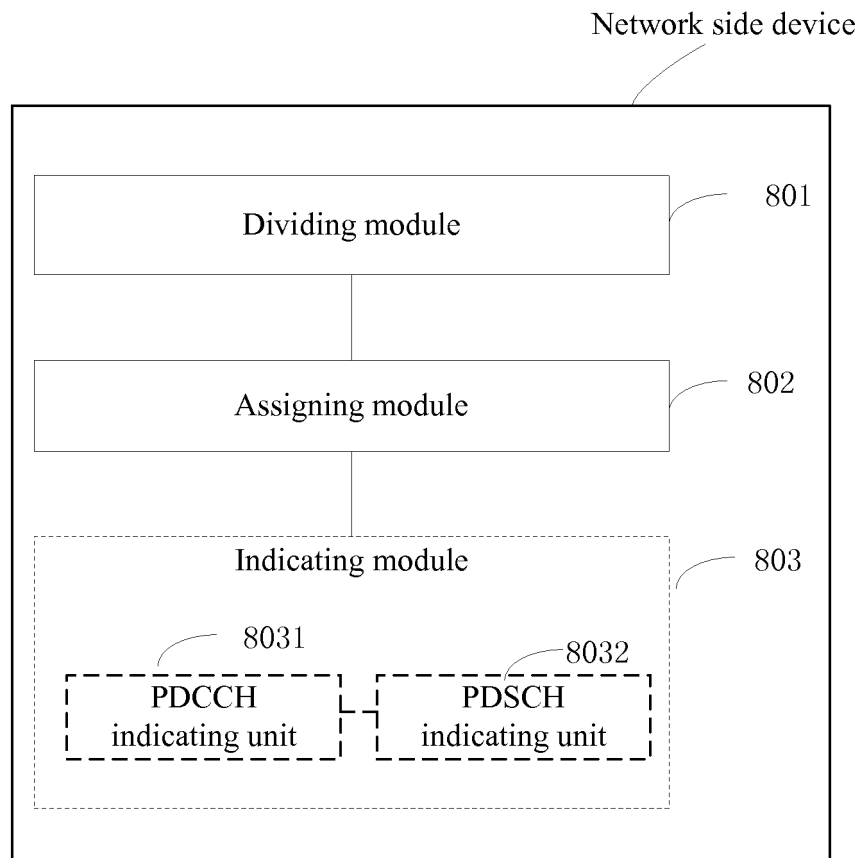 Network side device
801
Dividing module
802
Assigning module
Indicating module
803
8031
8032
PDCCH
indicating unit
PDSCH
indicating unit